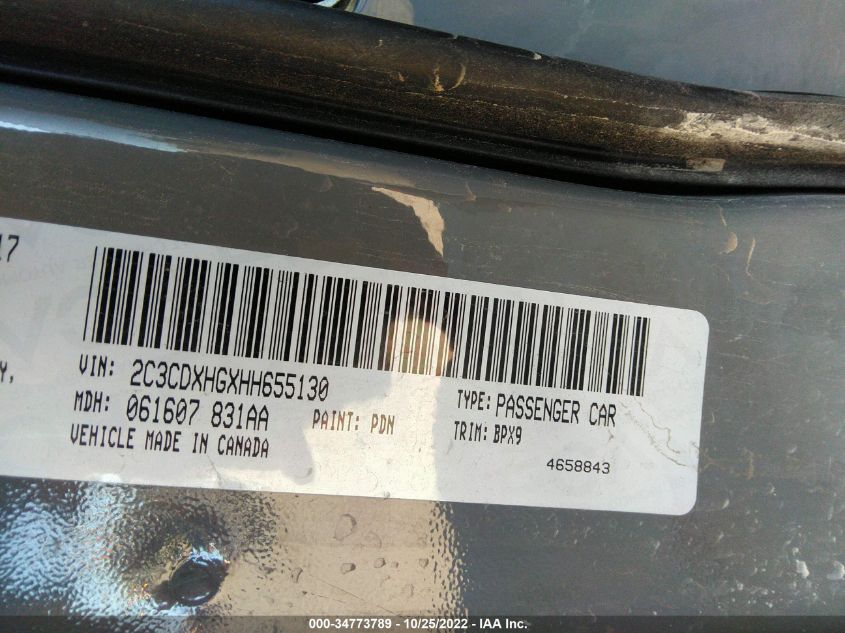 17
Y,
VIN: 2C3CDXHGXHH655130
MDH: 061607 831AA
PAINT: PDN
VEHICLE MADE IN CANADA
TYPE: PASSENGER CAR
TRIM: BPX9
4658843
000-34773789 - 10/25/2022 - IAA Inc.